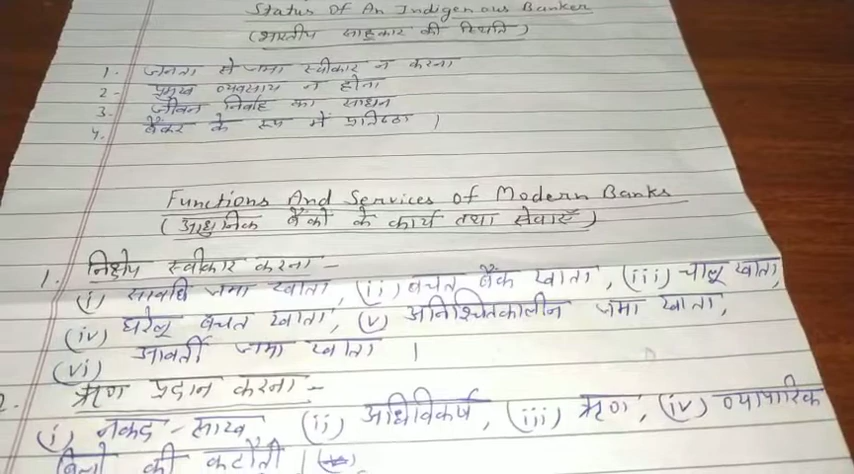 Status Of An Indigenous Banker
(भारतीय साहूकार की स्थिति)
1. जनता से जमा स्वीकार न करना
2- प्रमुख व्यवसाय न होना
3. जीवन निर्वाह का साधन
4. बैंकर के रूप में प्रतिष्ठा ।
Functions And Services of Modern Banks
(आधुनिक बैंकों के कार्य तथा सेवाएँ)
1. निक्षेप स्वीकार करना -
(i) सावधि जमा खाता, (ii) बचत बैंक खाता, (iii) चालू खाता,
(iv) घरेलू बचत खाता, (v) अनिश्चितकालीन जमा खाता,
(vi) आवर्ती जमा खाता ।
2. ऋण प्रदान करना -
(i) नकद - साख (ii) अधिविकर्ष, (iii) ऋण, (iv) व्यापारिक
बिलों की कटौती ।